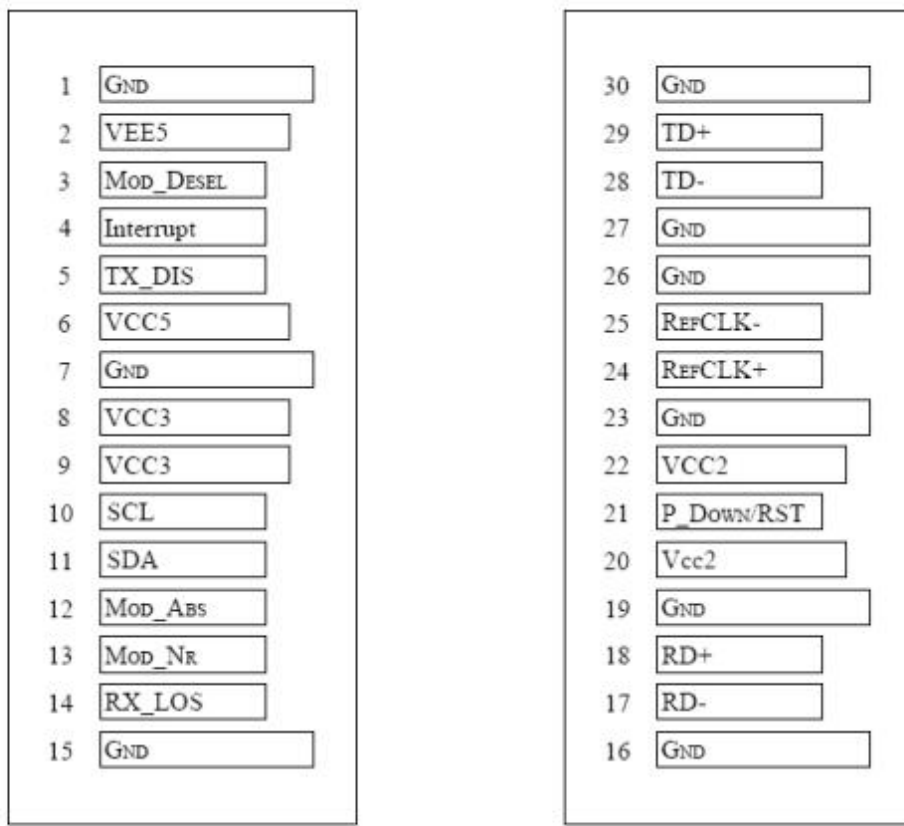 1 GND
2 VEE5
3 MOD_DESEL
4 Interrupt
5 TX_DIS
6 VCC5
7 GND
8 VCC3
9 VCC3
10 SCL
11 SDA
12 MOD_ABS
13 MOD_NR
14 RX_LOS
15 GND
30 GND
29 TD+
28 TD-
27 GND
26 GND
25 REFCLK-
24 REFCLK+
23 GND
22 VCC2
21 P_DOWN/RST
20 Vcc2
19 GND
18 RD+
17 RD-
16 GND